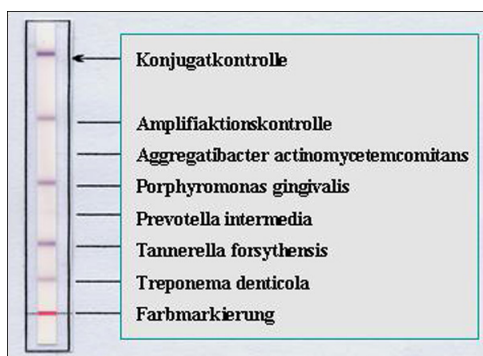 Konjugatkontrolle
Amplifiaktionskontrolle
Aggregatibacter actinomycetemcomitans
Porphyromonas gingivalis
Prevotella intermedia
Tannerella forsythensis
Treponema denticola
Farbmarkierung